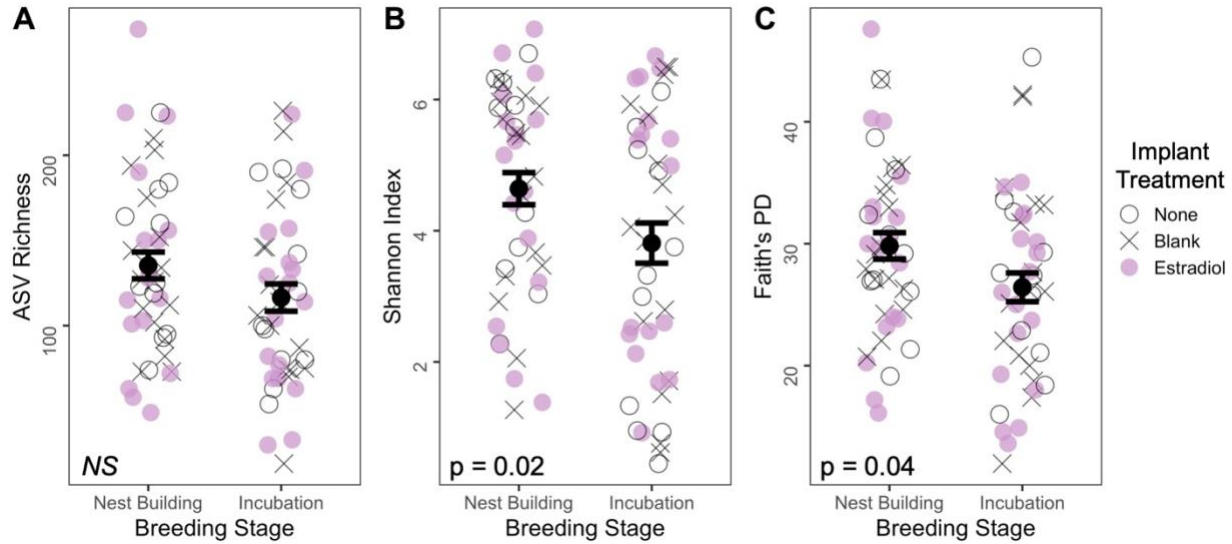 A
B
C
ASV Richness
200
100
NS
Nest Building
Incubation
Breeding Stage
Shannon Index
6
4
2
p = 0.02
Nest Building
Incubation
Breeding Stage
Faith's PD
40
30
20
p = 0.04
Nest Building
Incubation
Breeding Stage
Implant
Treatment
None
Blank
Estradiol